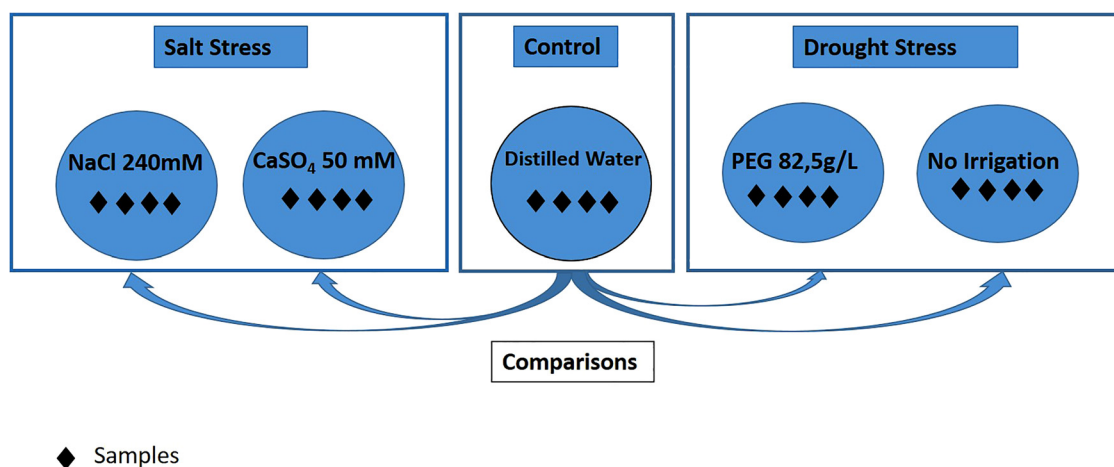 Salt Stress
Control
Drought Stress
NaCl 240mM
CaSO₄ 50 mM
Distilled Water
PEG 82,5g/L
No Irrigation
Comparisons
Samples